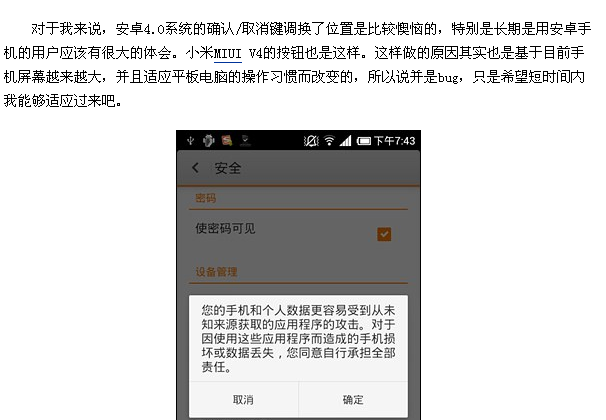 对于我来说，安卓4.0系统的确认/取消键调换了位置是比较懊恼的，特别是长期是用安卓手
机的用户应该有很大的体会。小米MIUI V4的按钮也是这样。这样做的原因其实也是基于目前手
机屏幕越来越大，并且适应平板电脑的操作习惯而改变的，所以说并是bug，只是希望短时间内
我能够适应过来吧。
下午7:43
安全
密码
使密码可见
设备管理
您的手机和个人数据更容易受到从未
知来源获取的应用程序的攻击。对于
因使用这些应用程序而造成的手机损
坏或数据丢失，您同意自行承担全部
责任。
取消 确定